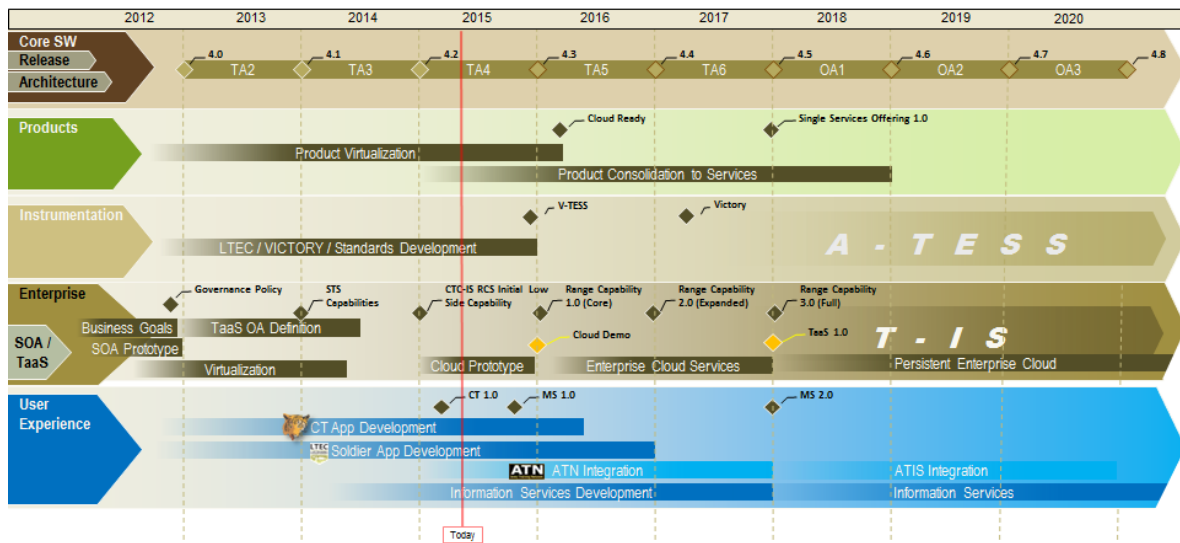 2012 2013 2014 2015 2016 2017 2018 2019 2020
Core SW
Release
Architecture
4.0 4.1 4.2 4.3 4.4 4.5 4.6 4.7 4.8
TA2 TA3 TA4 TA5 TA6 OA1 OA2 OA3
Products
Cloud Ready
Single Services Offering 1.0
Product Virtualization
Product Consolidation to Services
Instrumentation
V-TESS
Victory
LTEC / VICTORY / Standards Development
A - T E S S
Enterprise
SOA /
TaaS
Governance Policy
STS
Capabilities
CTC-IS RCS Initial Low
Side Capability
Range Capability
1.0 (Core)
Range Capability
2.0 (Expanded)
Range Capability
3.0 (Full)
Business Goals
TaaS OA Definition
Cloud Demo
TaaS 1.0
T - I S
SOA Prototype
Virtualization
Cloud Prototype
Enterprise Cloud Services
Persistent Enterprise Cloud
User
Experience
CT 1.0
MS 1.0
MS 2.0
CT App Development
LTEC
Soldier App Development
ATN
ATN Integration
ATIS Integration
Information Services Development
Information Services
Today